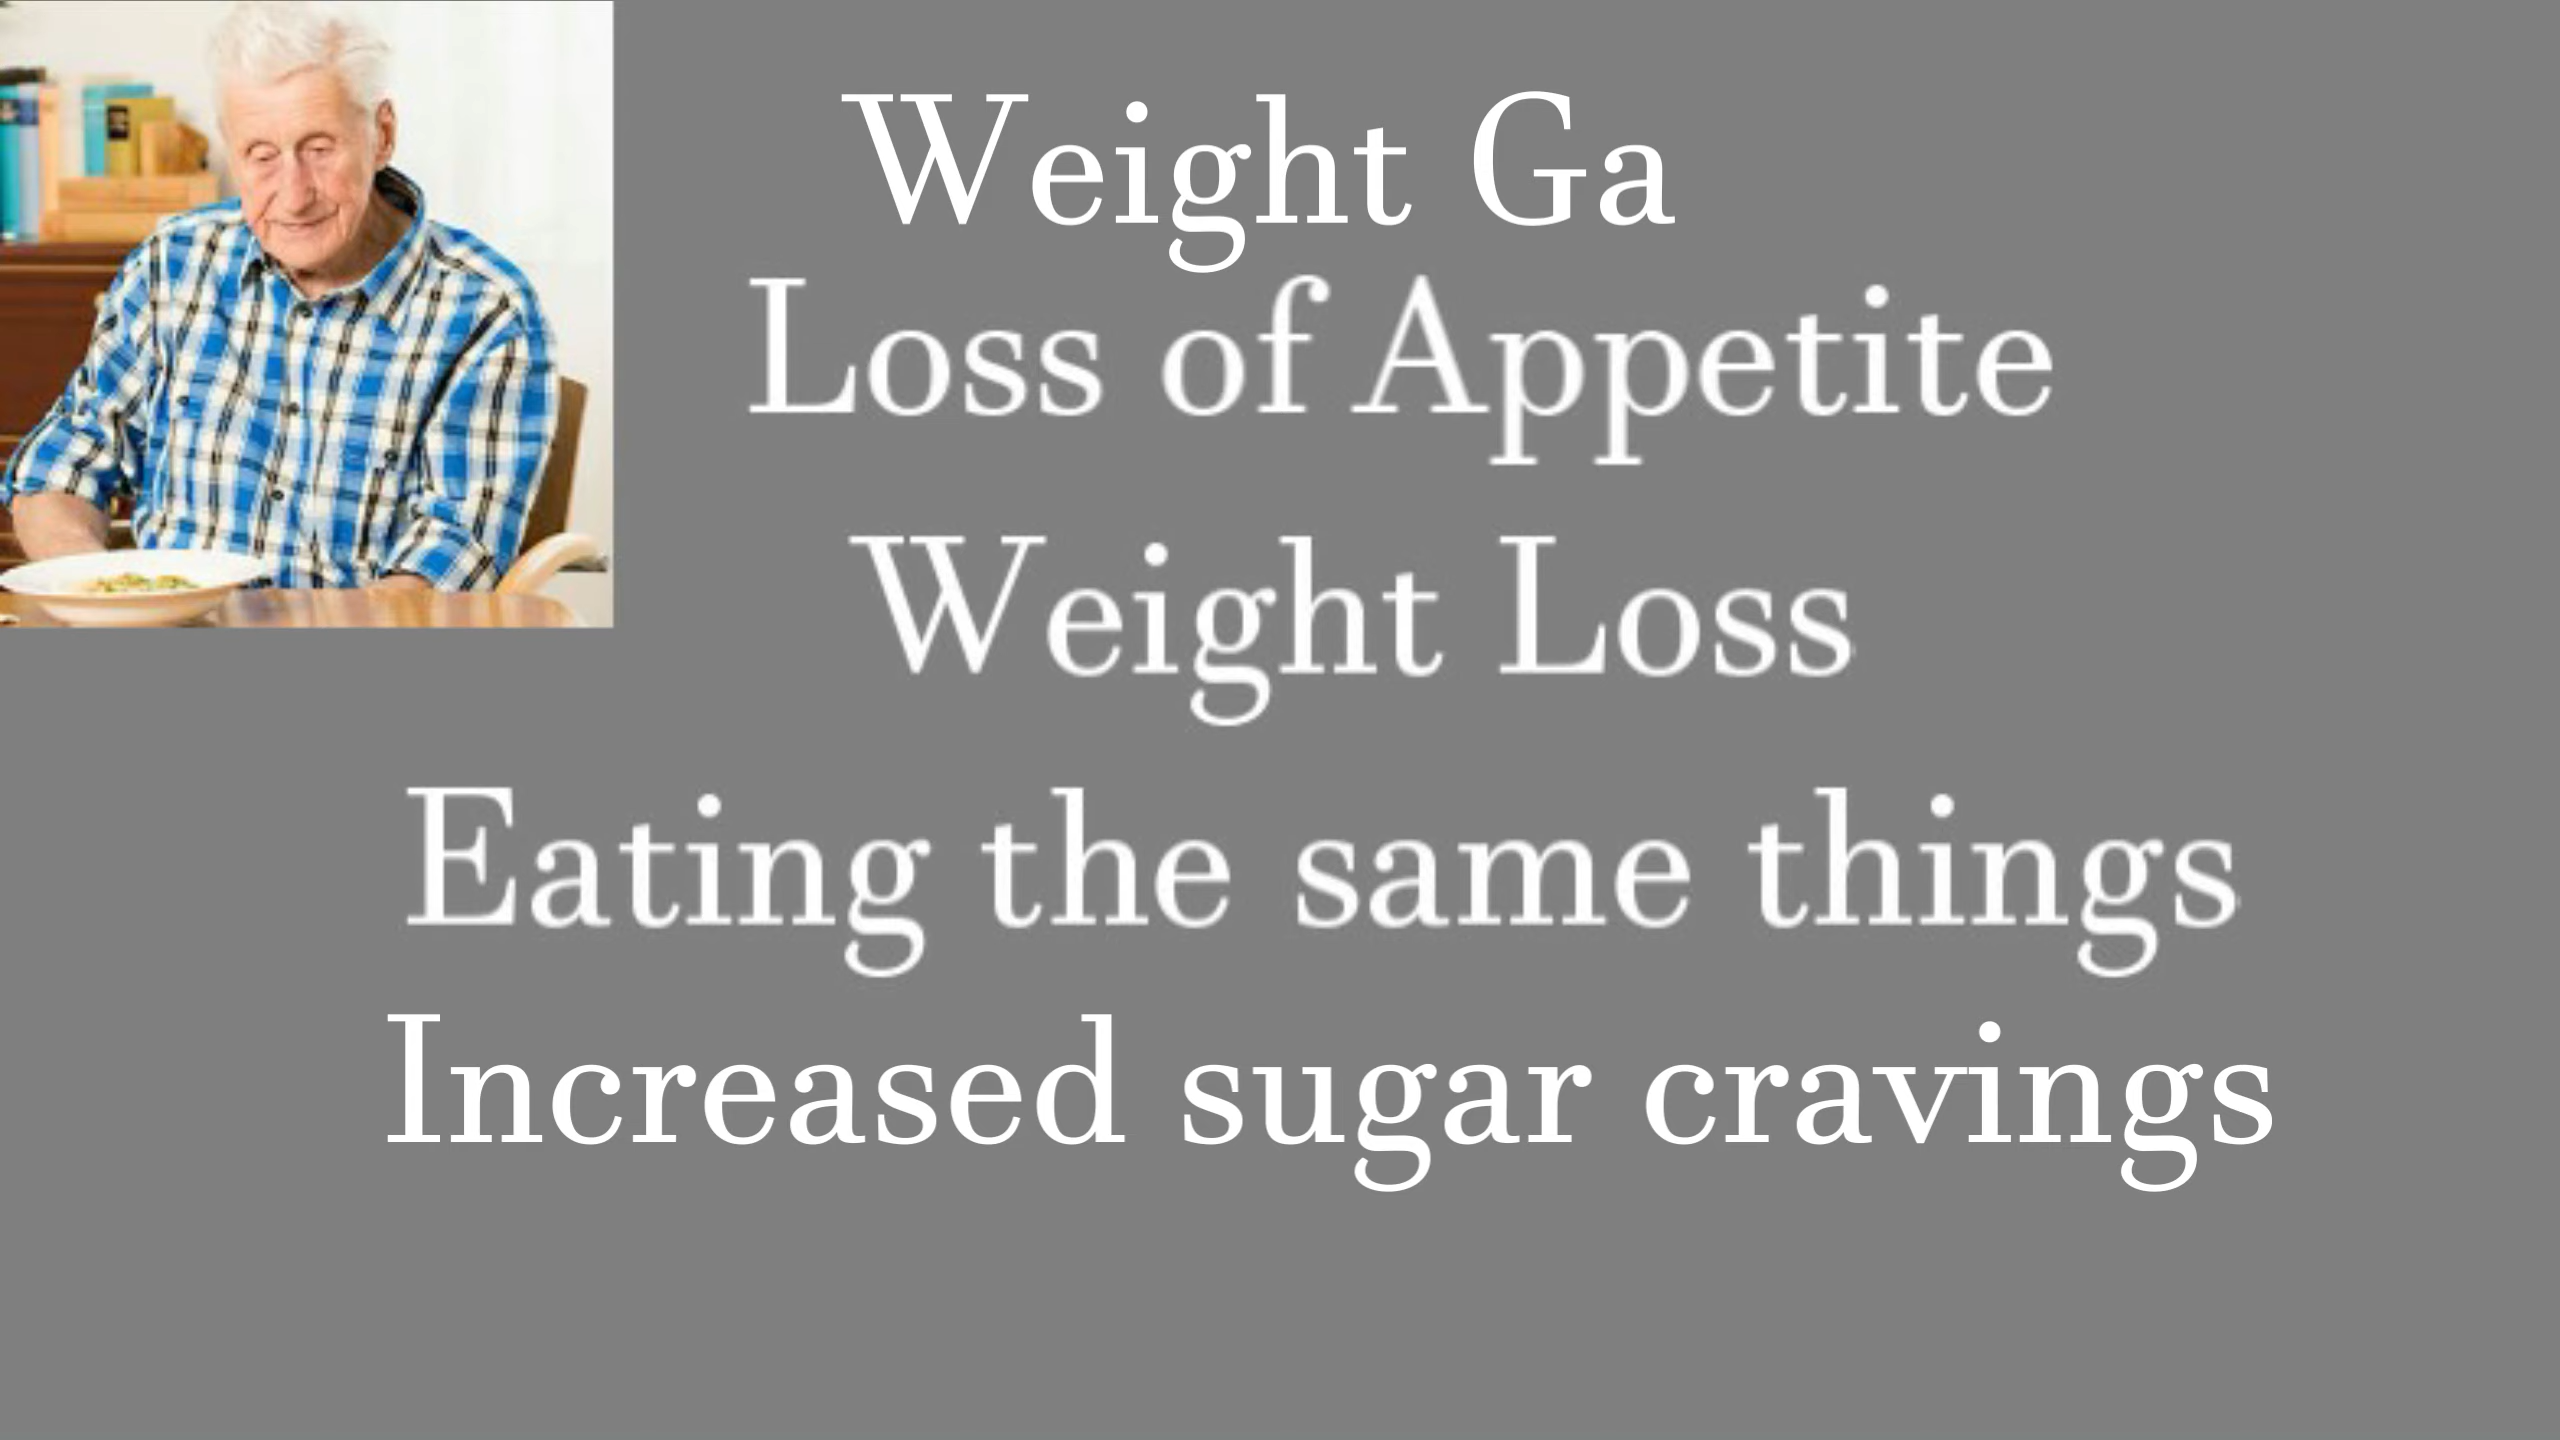 Weight Ga
Loss of Appetite
Weight Loss
Eating the same things
Increased sugar cravings